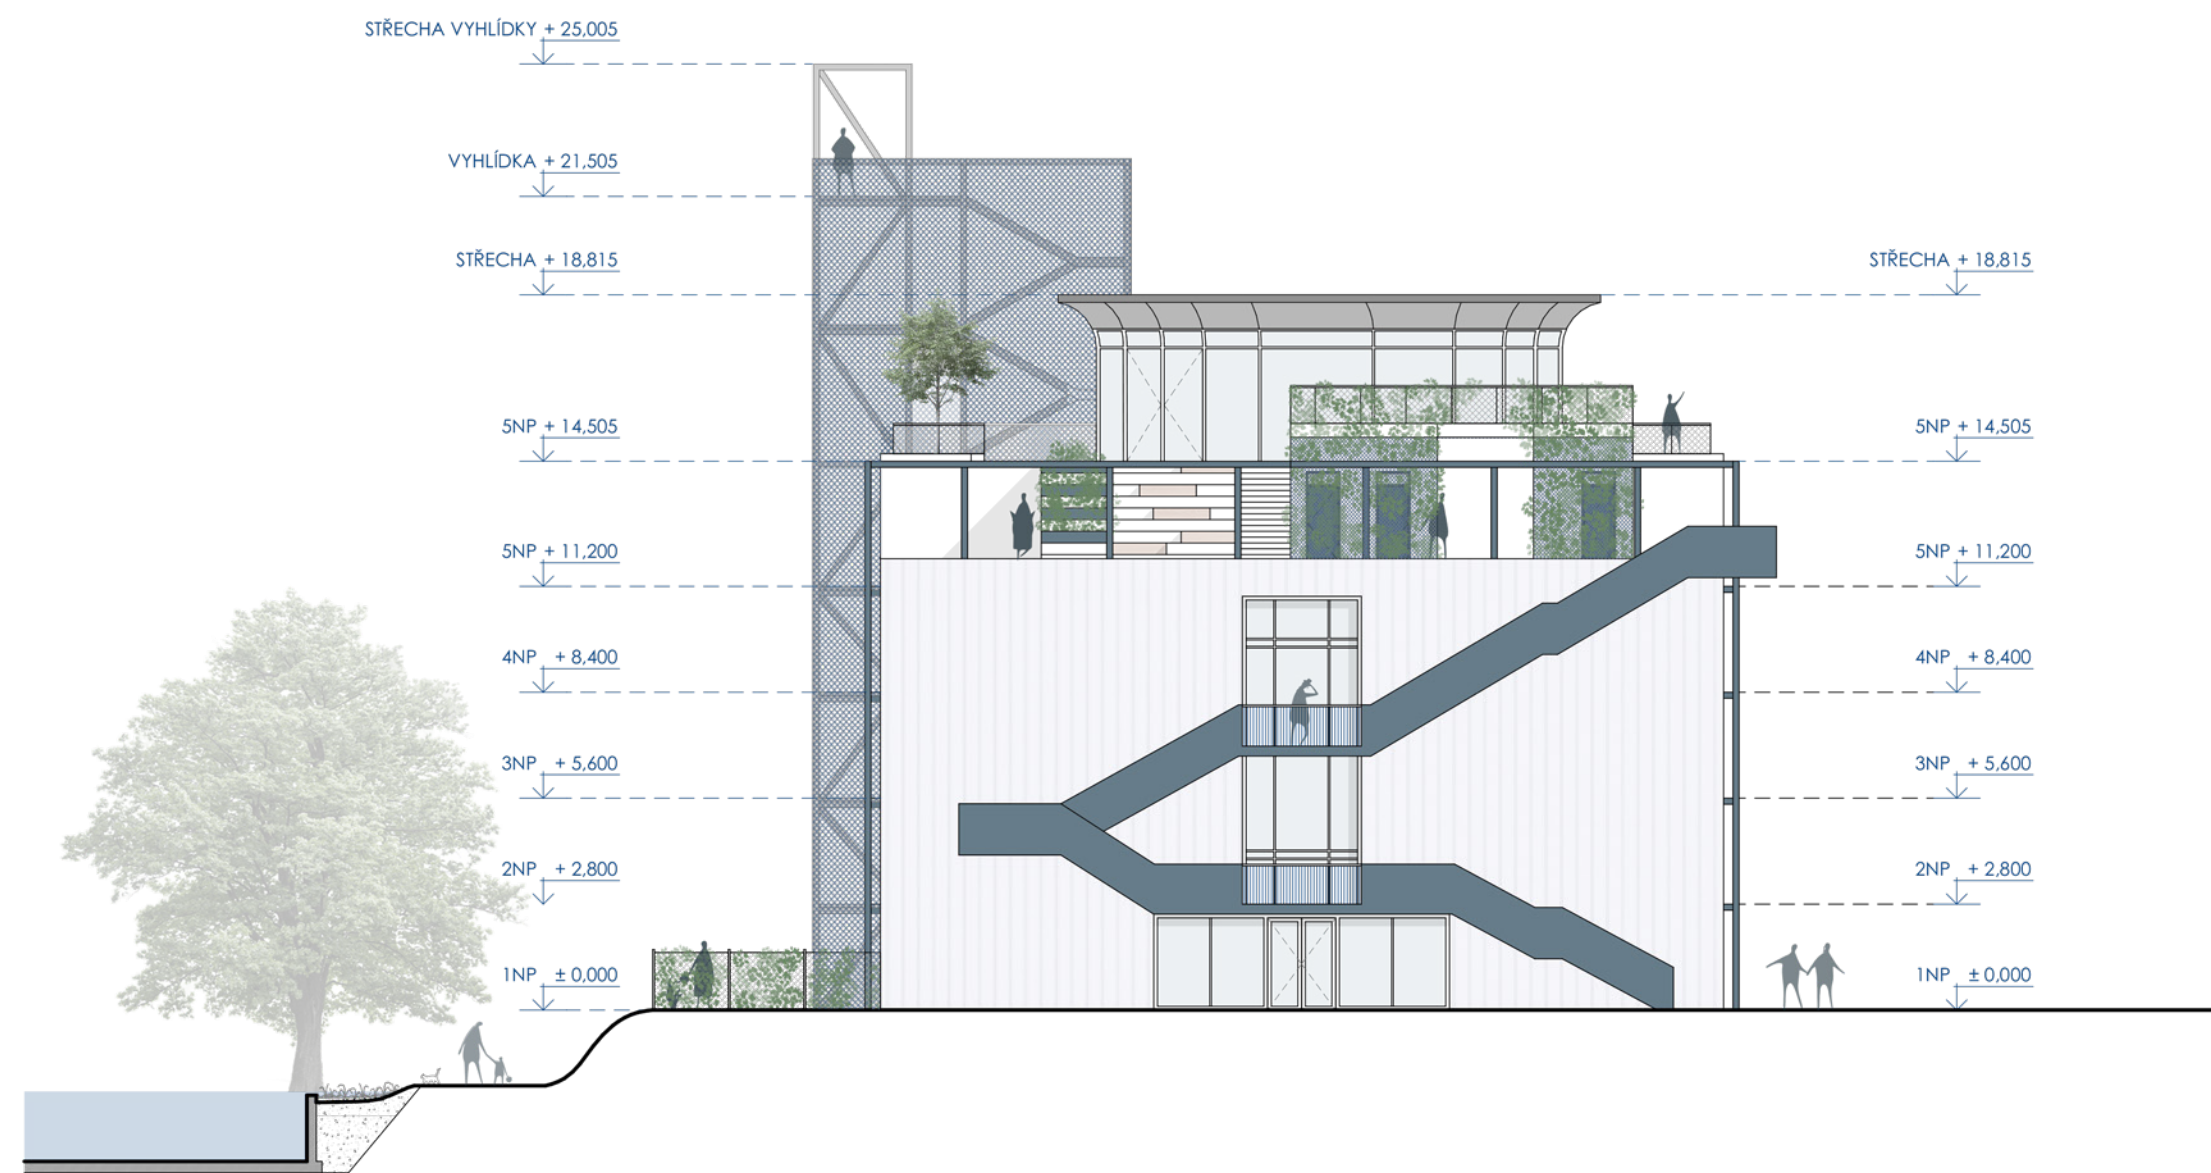 STŘECHA VYHLÍDKY + 25,005
VYHLÍDKA + 21,505
STŘECHA + 18,815
5NP + 14,505
5NP + 11,200
4NP + 8,400
3NP + 5,600
2NP + 2,800
1NP ± 0,000
STŘECHA + 18,815
5NP + 14,505
5NP + 11,200
4NP + 8,400
3NP + 5,600
2NP + 2,800
1NP ± 0,000